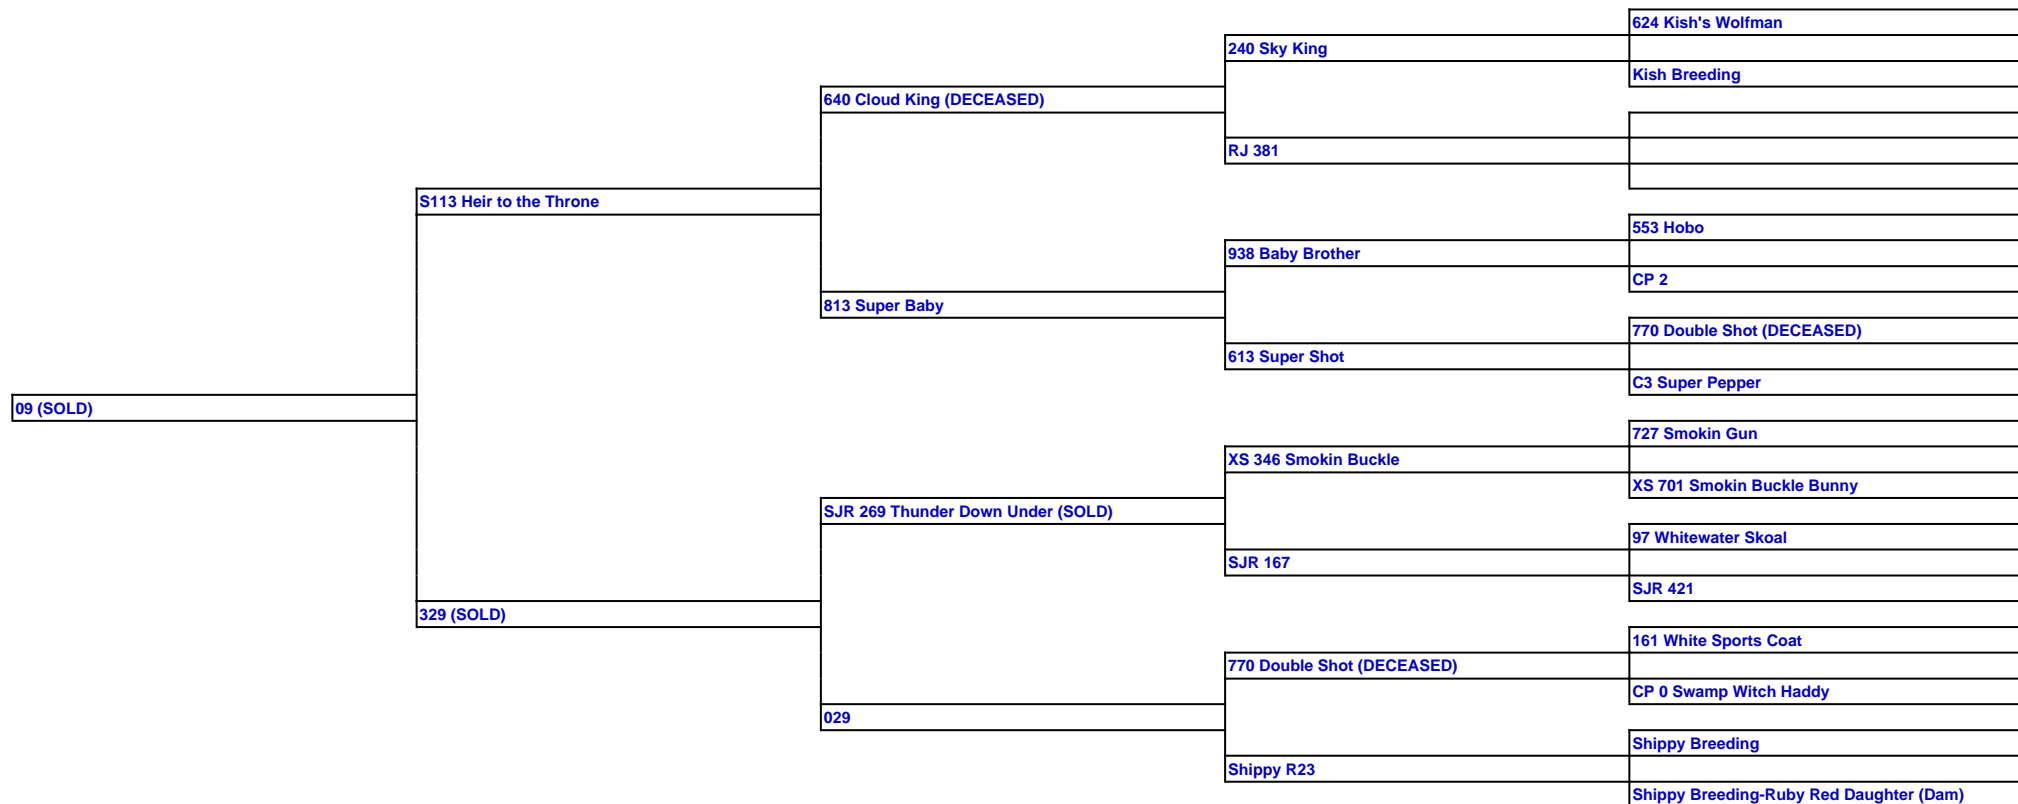 624 Kish's Wolfman
240 Sky King
Kish Breeding
640 Cloud King (DECEASED)
RJ 381
S113 Heir to the Throne
553 Hobo
938 Baby Brother
CP 2
813 Super Baby
770 Double Shot (DECEASED)
613 Super Shot
C3 Super Pepper
09 (SOLD)
727 Smokin Gun
XS 346 Smokin Buckle
XS 701 Smokin Buckle Bunny
SJR 269 Thunder Down Under (SOLD)
97 Whitewater Skoal
SJR 167
SJR 421
329 (SOLD)
161 White Sports Coat
770 Double Shot (DECEASED)
CP 0 Swamp Witch Haddy
029
Shippy Breeding
Shippy R23
Shippy Breeding-Ruby Red Daughter (Dam)